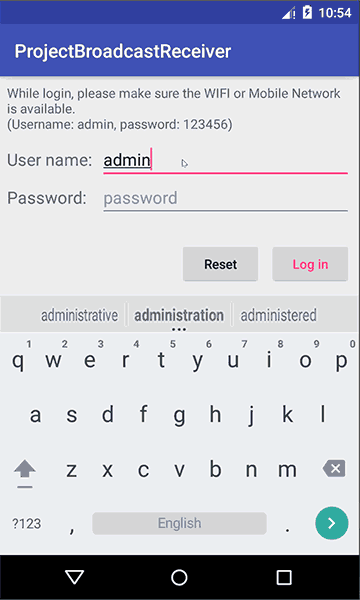 10:54
ProjectBroadcastReceiver
While login, please make sure the WIFI or Mobile Network
is available.
(Username: admin, password: 123456)
User name: admin
Password: password
Reset Log in
administrative administration administered
1 2 3 4 5 6 7 8 9 0
q w e r t y u i o p
a s d f g h j k l
z x c v b n m
?123 , English .